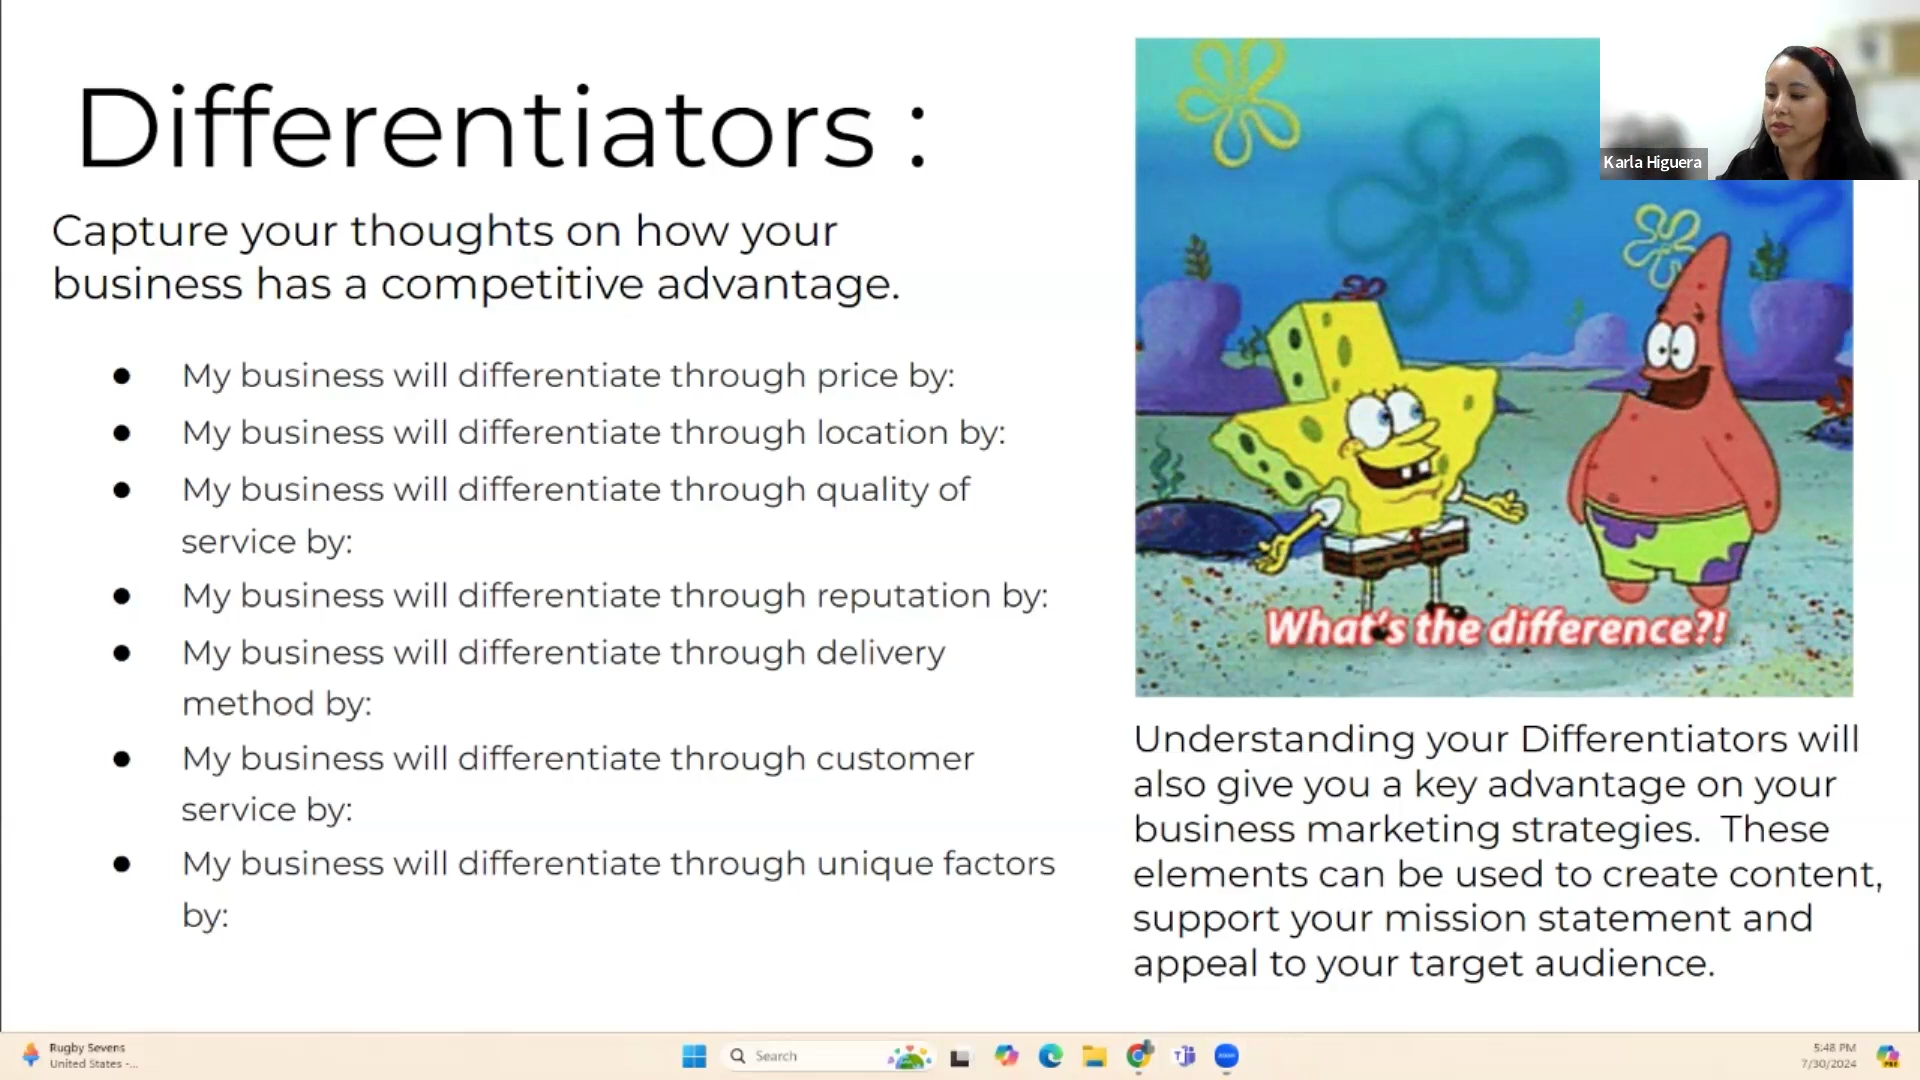 Differentiators :
Capture your thoughts on how your
business has a competitive advantage.
● My business will differentiate through price by:
● My business will differentiate through location by:
● My business will differentiate through quality of
service by:
● My business will differentiate through reputation by:
● My business will differentiate through delivery
method by:
● My business will differentiate through customer
service by:
● My business will differentiate through unique factors
by:
Karla Higuera
What's the difference?!
Understanding your Differentiators will
also give you a key advantage on your
business marketing strategies. These
elements can be used to create content,
support your mission statement and
appeal to your target audience.
Rugby Sevens
United States -...
Search
zoom
5:48 PM
7/30/2024
PRE